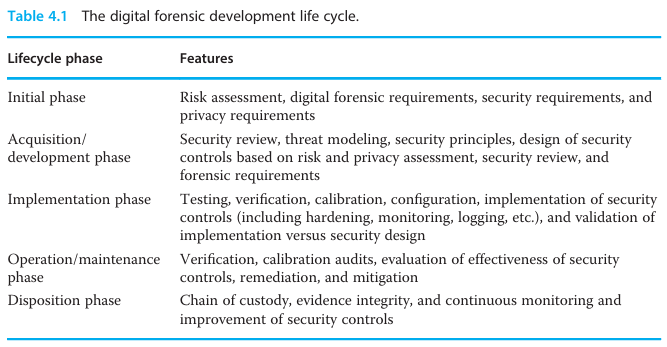 Table 4.1 The digital forensic development life cycle.
Lifecycle phase Features
Initial phase Risk assessment, digital forensic requirements, security requirements, and
privacy requirements
Acquisition/ Security review, threat modeling, security principles, design of security
development phase controls based on risk and privacy assessment, security review, and
forensic requirements
Implementation phase Testing, verification, calibration, configuration, implementation of security
controls (including hardening, monitoring, logging, etc.), and validation of
implementation versus security design
Operation/maintenance Verification, calibration audits, evaluation of effectiveness of security
phase controls, remediation, and mitigation
Disposition phase Chain of custody, evidence integrity, and continuous monitoring and
improvement of security controls